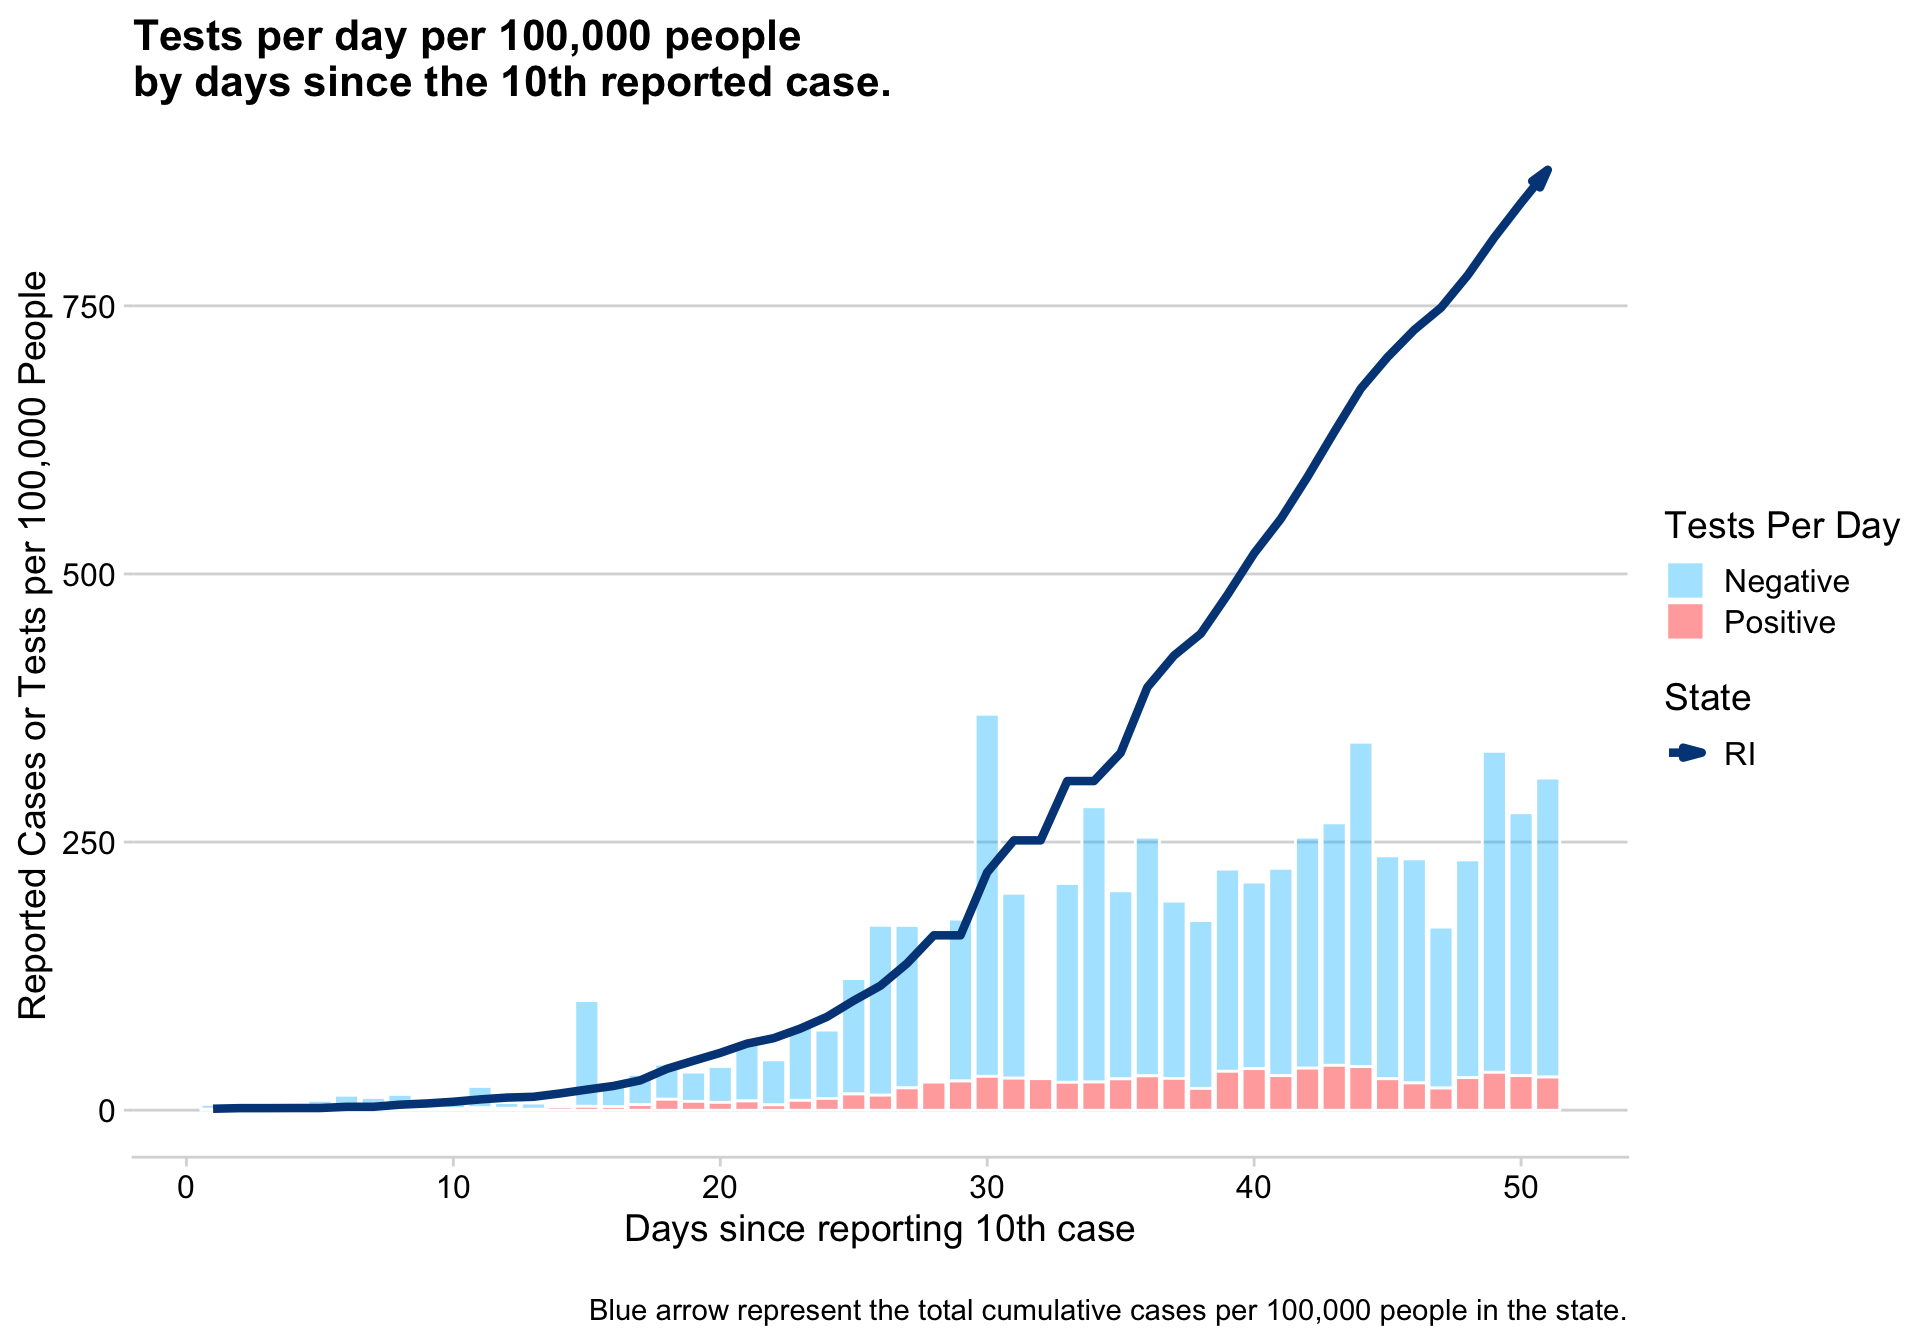 Tests per day per 100,000 people
by days since the 10th reported case.
Reported Cases or Tests per 100,000 People
750
500
250
0
0 10 20 30 40 50
Days since reporting 10th case
Tests Per Day
Negative
Positive
State
RI
Blue arrow represent the total cumulative cases per 100,000 people in the state.